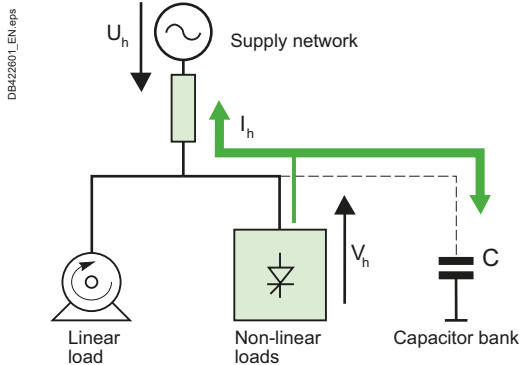 DB422601_EN.eps
Uh
Supply network
Ih
Vh
C
Linear
load
Non-linear
loads
Capacitor bank